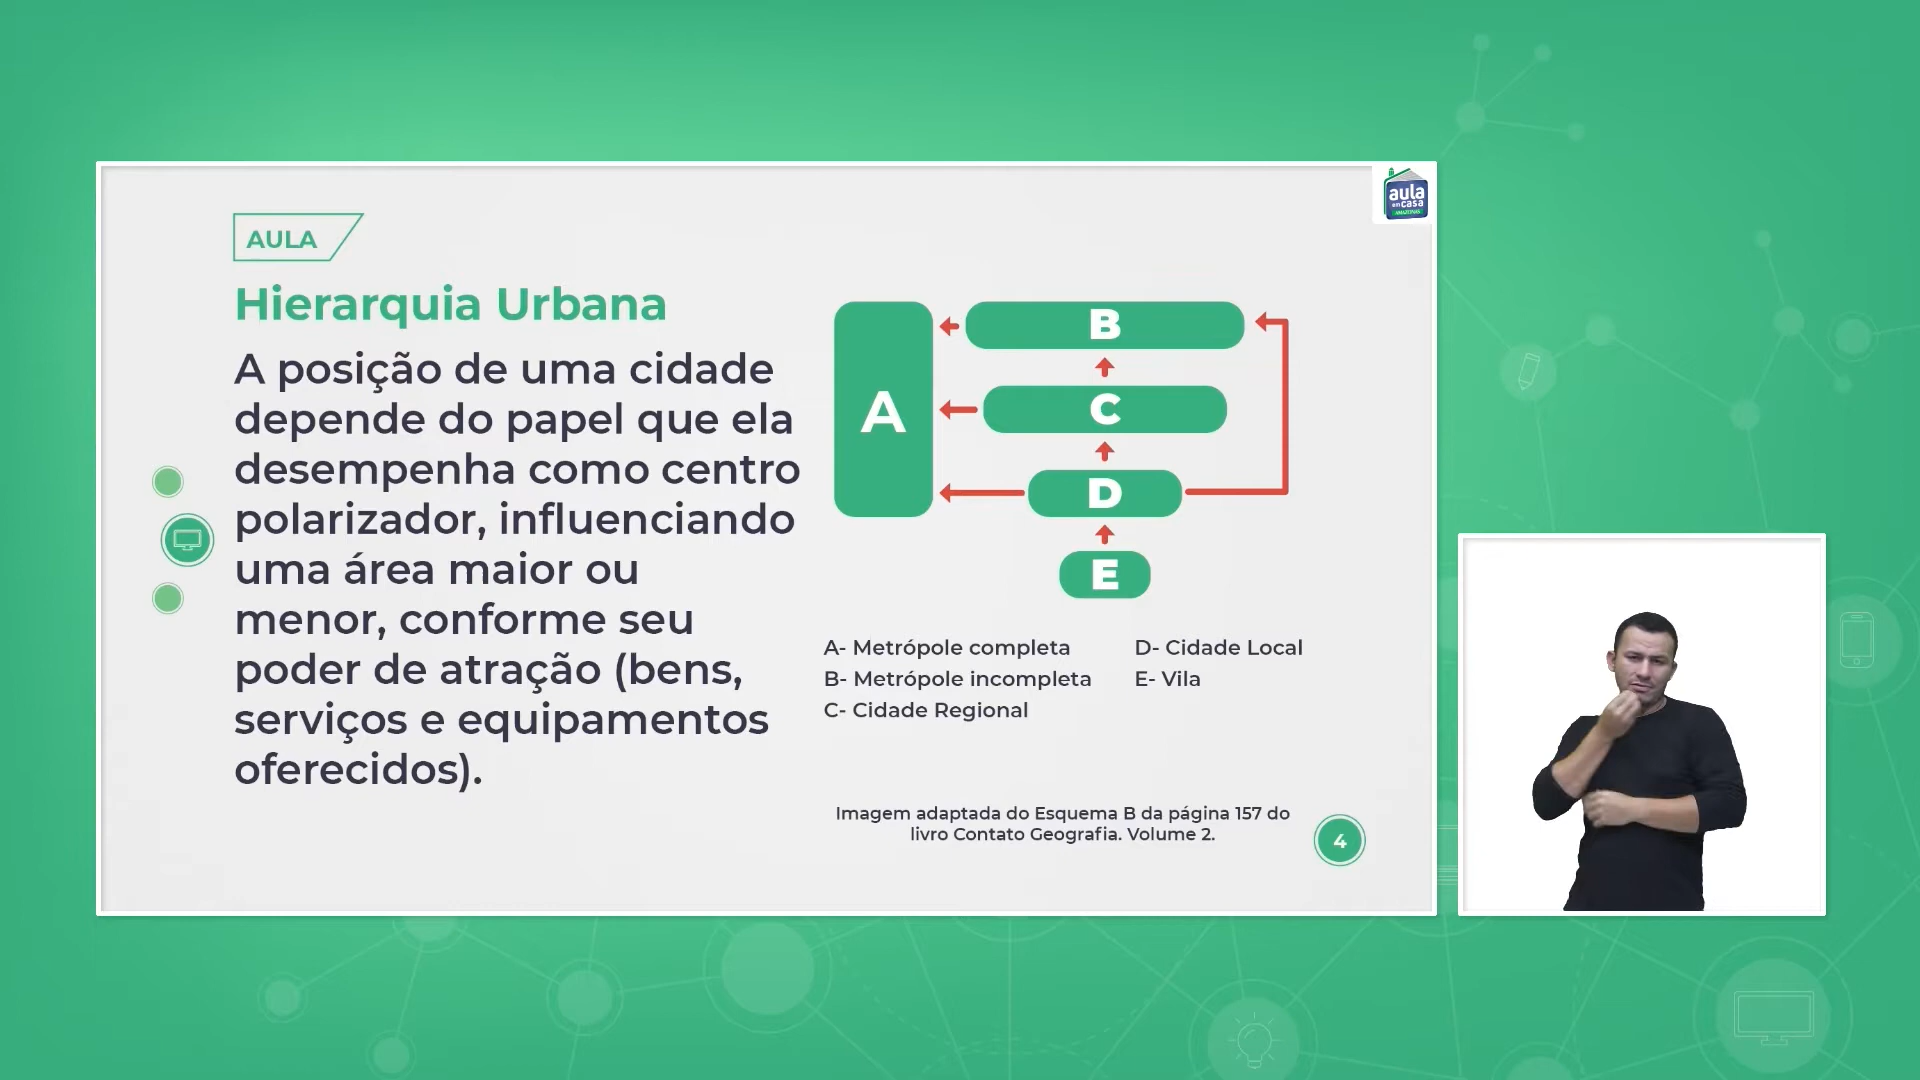 aula
em casa
AMAZONAS
AULA
Hierarquia Urbana
A posição de uma cidade
depende do papel que ela
desempenha como centro
polarizador, influenciando
uma área maior ou
menor, conforme seu
poder de atração (bens,
serviços e equipamentos
oferecidos).
A
B
C
D
E
A- Metrópole completa
B- Metrópole incompleta
C- Cidade Regional
D- Cidade Local
E- Vila
Imagem adaptada do Esquema B da página 157 do
livro Contato Geografia. Volume 2.
4